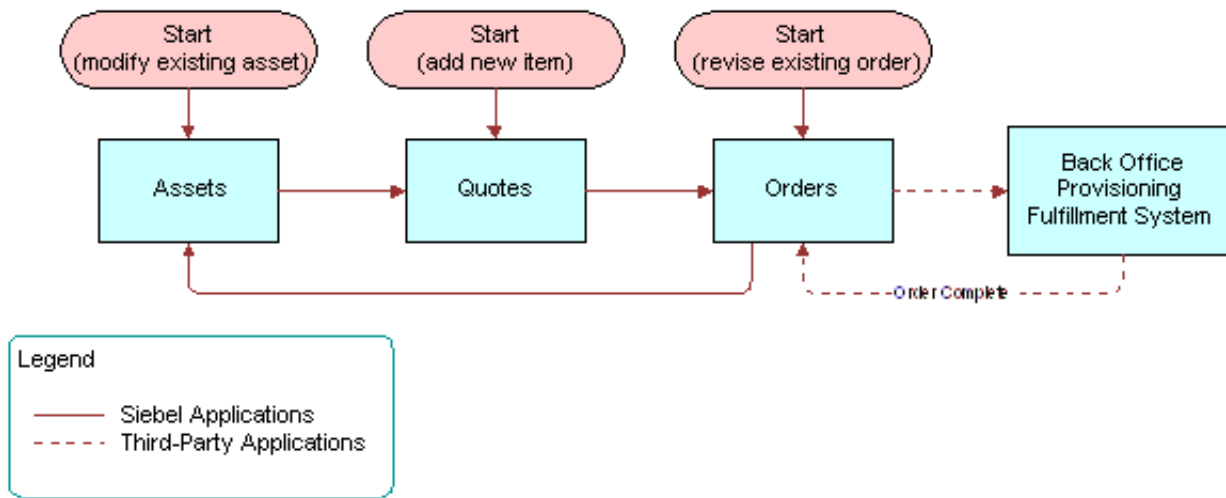 Start
(modify existing asset)
Start
(add new item)
Start
(revise existing order)
Assets
Quotes
Orders
Back Office
Provisioning
Fulfillment System
Order Complete
Legend
Siebel Applications
Third-Party Applications